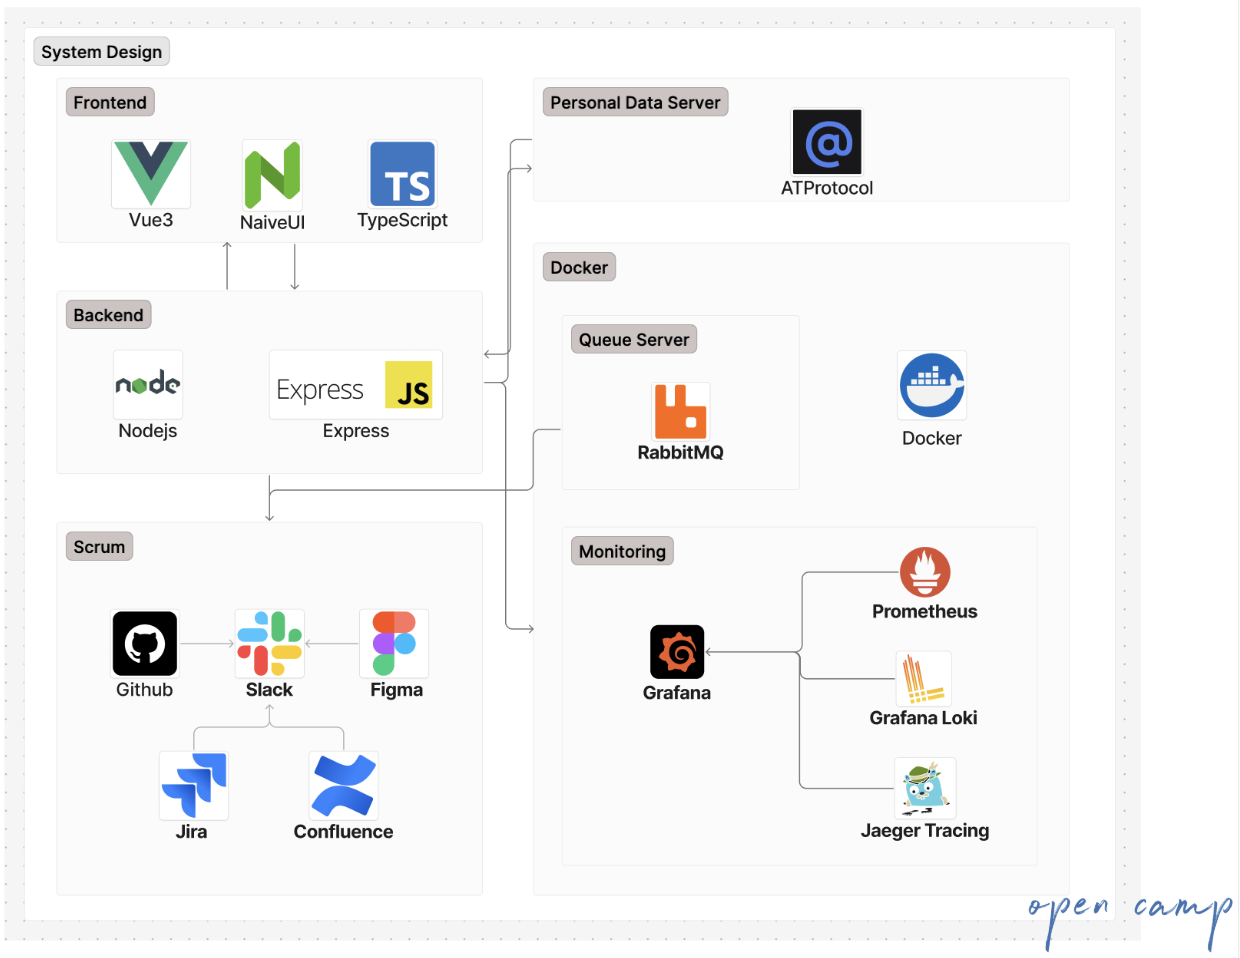 System Design
Frontend
Vue3
NaiveUI
TS
TypeScript
Personal Data Server
@
ATProtocol
Backend
node
Nodejs
Express
JS
Express
Docker
Queue Server
RabbitMQ
Docker
Scrum
Github
Slack
Figma
Jira
Confluence
Monitoring
Prometheus
Grafana
Grafana Loki
Jaeger Tracing
open camp